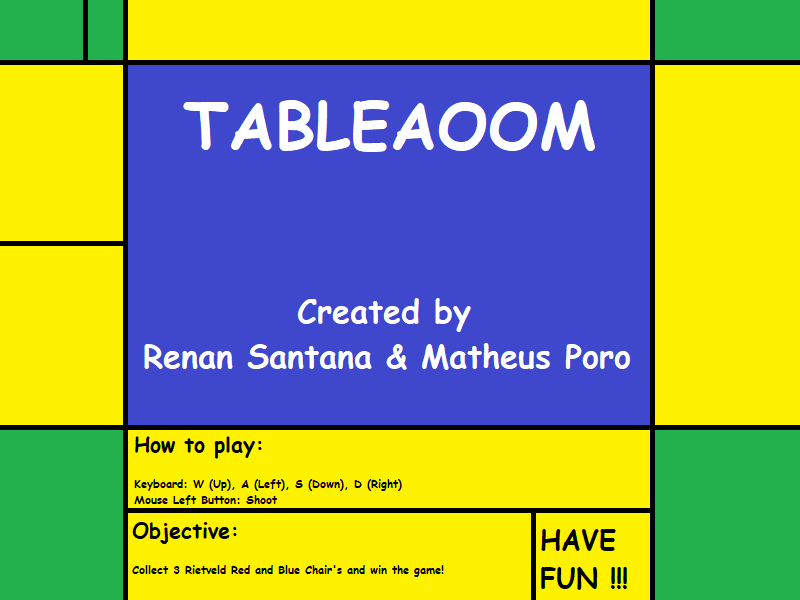 TABLEAOOM
Created by
Renan Santana & Matheus Poro
How to play:
Keyboard: W (Up), A (Left), S (Down), D (Right)
Mouse Left Button: Shoot
Objective:
Collect 3 Rietveld Red and Blue Chair's and win the game!
HAVE
FUN !!!